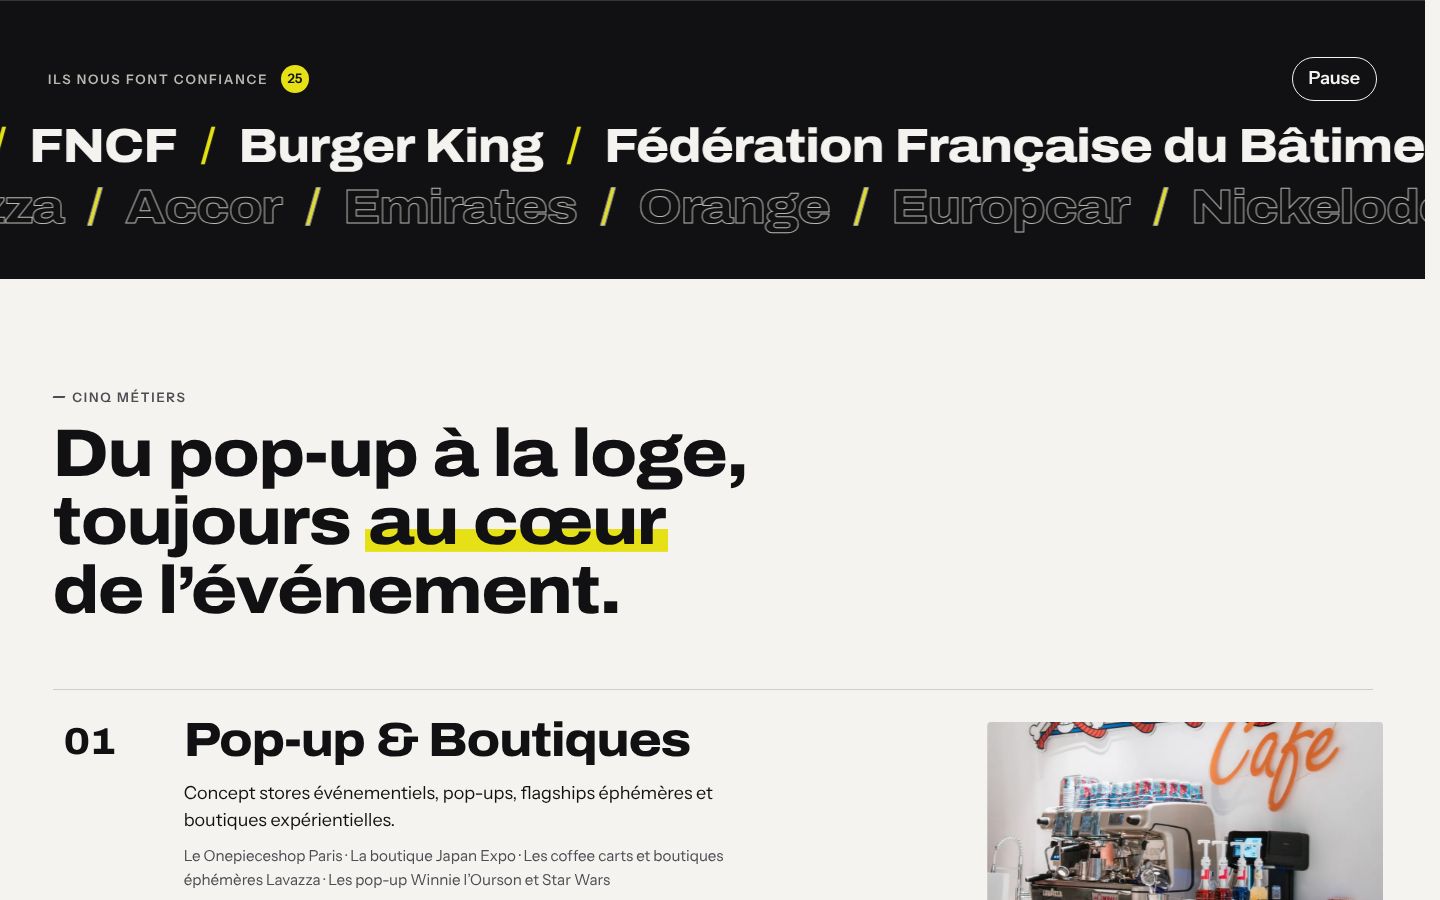 ILS NOUS FONT CONFIANCE 25
Pause
/ FNCF / Burger King / Fédération Française du Bâtime
zza / Accor / Emirates / Orange / Europcar / Nickelodo
— CINQ MÉTIERS
Du pop-up à la loge,
toujours au cœur
de l’événement.
01
Pop-up & Boutiques
Concept stores événementiels, pop-ups, flagships éphémères et
boutiques expérientielles.
Le Onepieceshop Paris · La boutique Japan Expo · Les coffee carts et boutiques
éphémères Lavazza · Les pop-up Winnie l’Ourson et Star Wars
Cafe